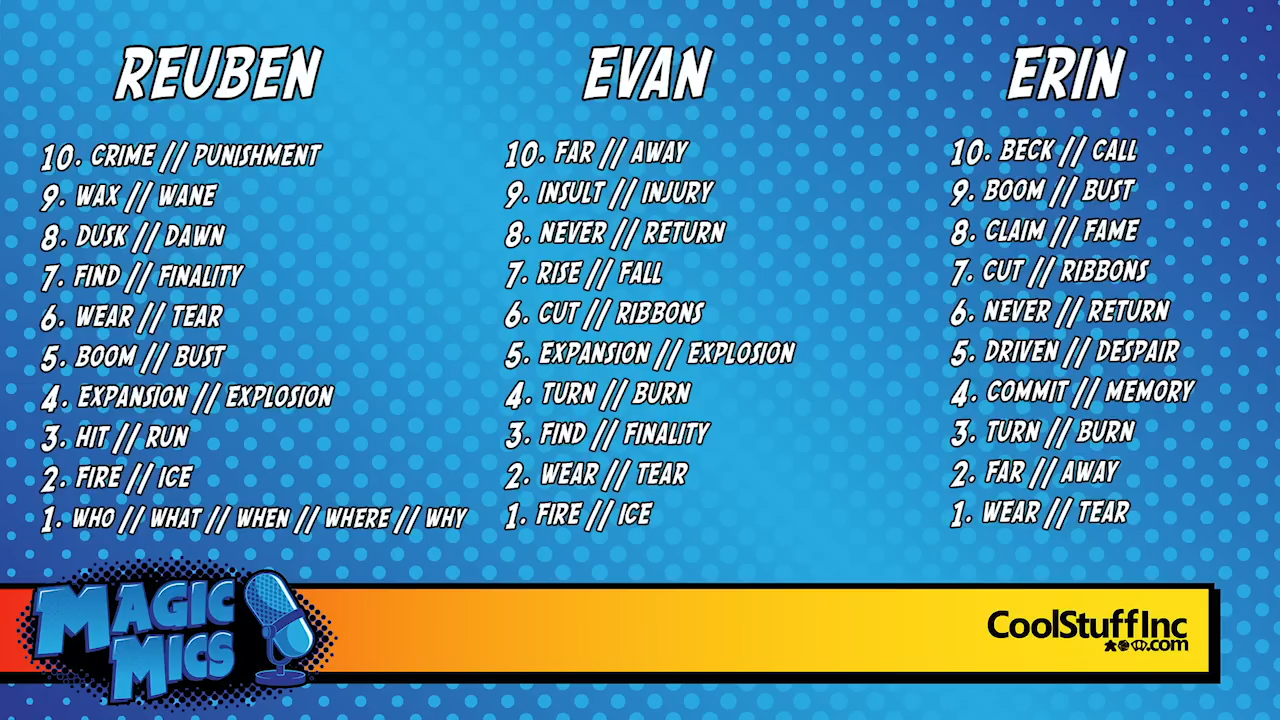 REUBEN
10. CRIME // PUNISHMENT
9. WAX // WANE
8. DUSK // DAWN
7. FIND // FINALITY
6. WEAR // TEAR
5. BOOM // BUST
4. EXPANSION // EXPLOSION
3. HIT // RUN
2. FIRE // ICE
1. WHO // WHAT // WHEN // WHERE // WHY
EVAN
10. FAR // AWAY
9. INSULT // INJURY
8. NEVER // RETURN
7. RISE // FALL
6. CUT // RIBBONS
5. EXPANSION // EXPLOSION
4. TURN // BURN
3. FIND // FINALITY
2. WEAR // TEAR
1. FIRE // ICE
ERIN
10. BECK // CALL
9. BOOM // BUST
8. CLAIM // FAME
7. CUT // RIBBONS
6. NEVER // RETURN
5. DRIVEN // DESPAIR
4. COMMIT // MEMORY
3. TURN // BURN
2. FAR // AWAY
1. WEAR // TEAR
MAGIC
MICS
CoolStuffInc
.com